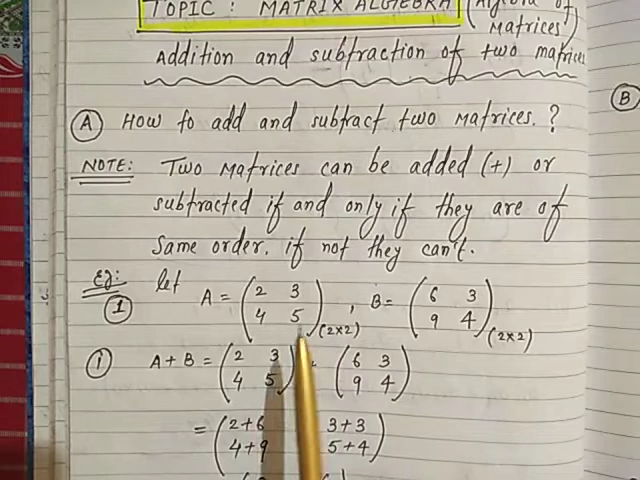 TOPIC : MATRIX ALGEBRA (Algebra of Matrices)
Addition and subtraction of two matrices
(A) How to add and subtract two Matrices. ?
NOTE: Two Matrices can be added (+) or
subtracted if and only if they are of
same order. if not they can't.
Eg: (1) let A = (2 3
4 5)(2×2) , B = (6 3
9 4)(2×2)
(i) A + B = (2 3
4 5) (6 3
9 4)
= (2+6 3+3
4+9 5+4)
(B)